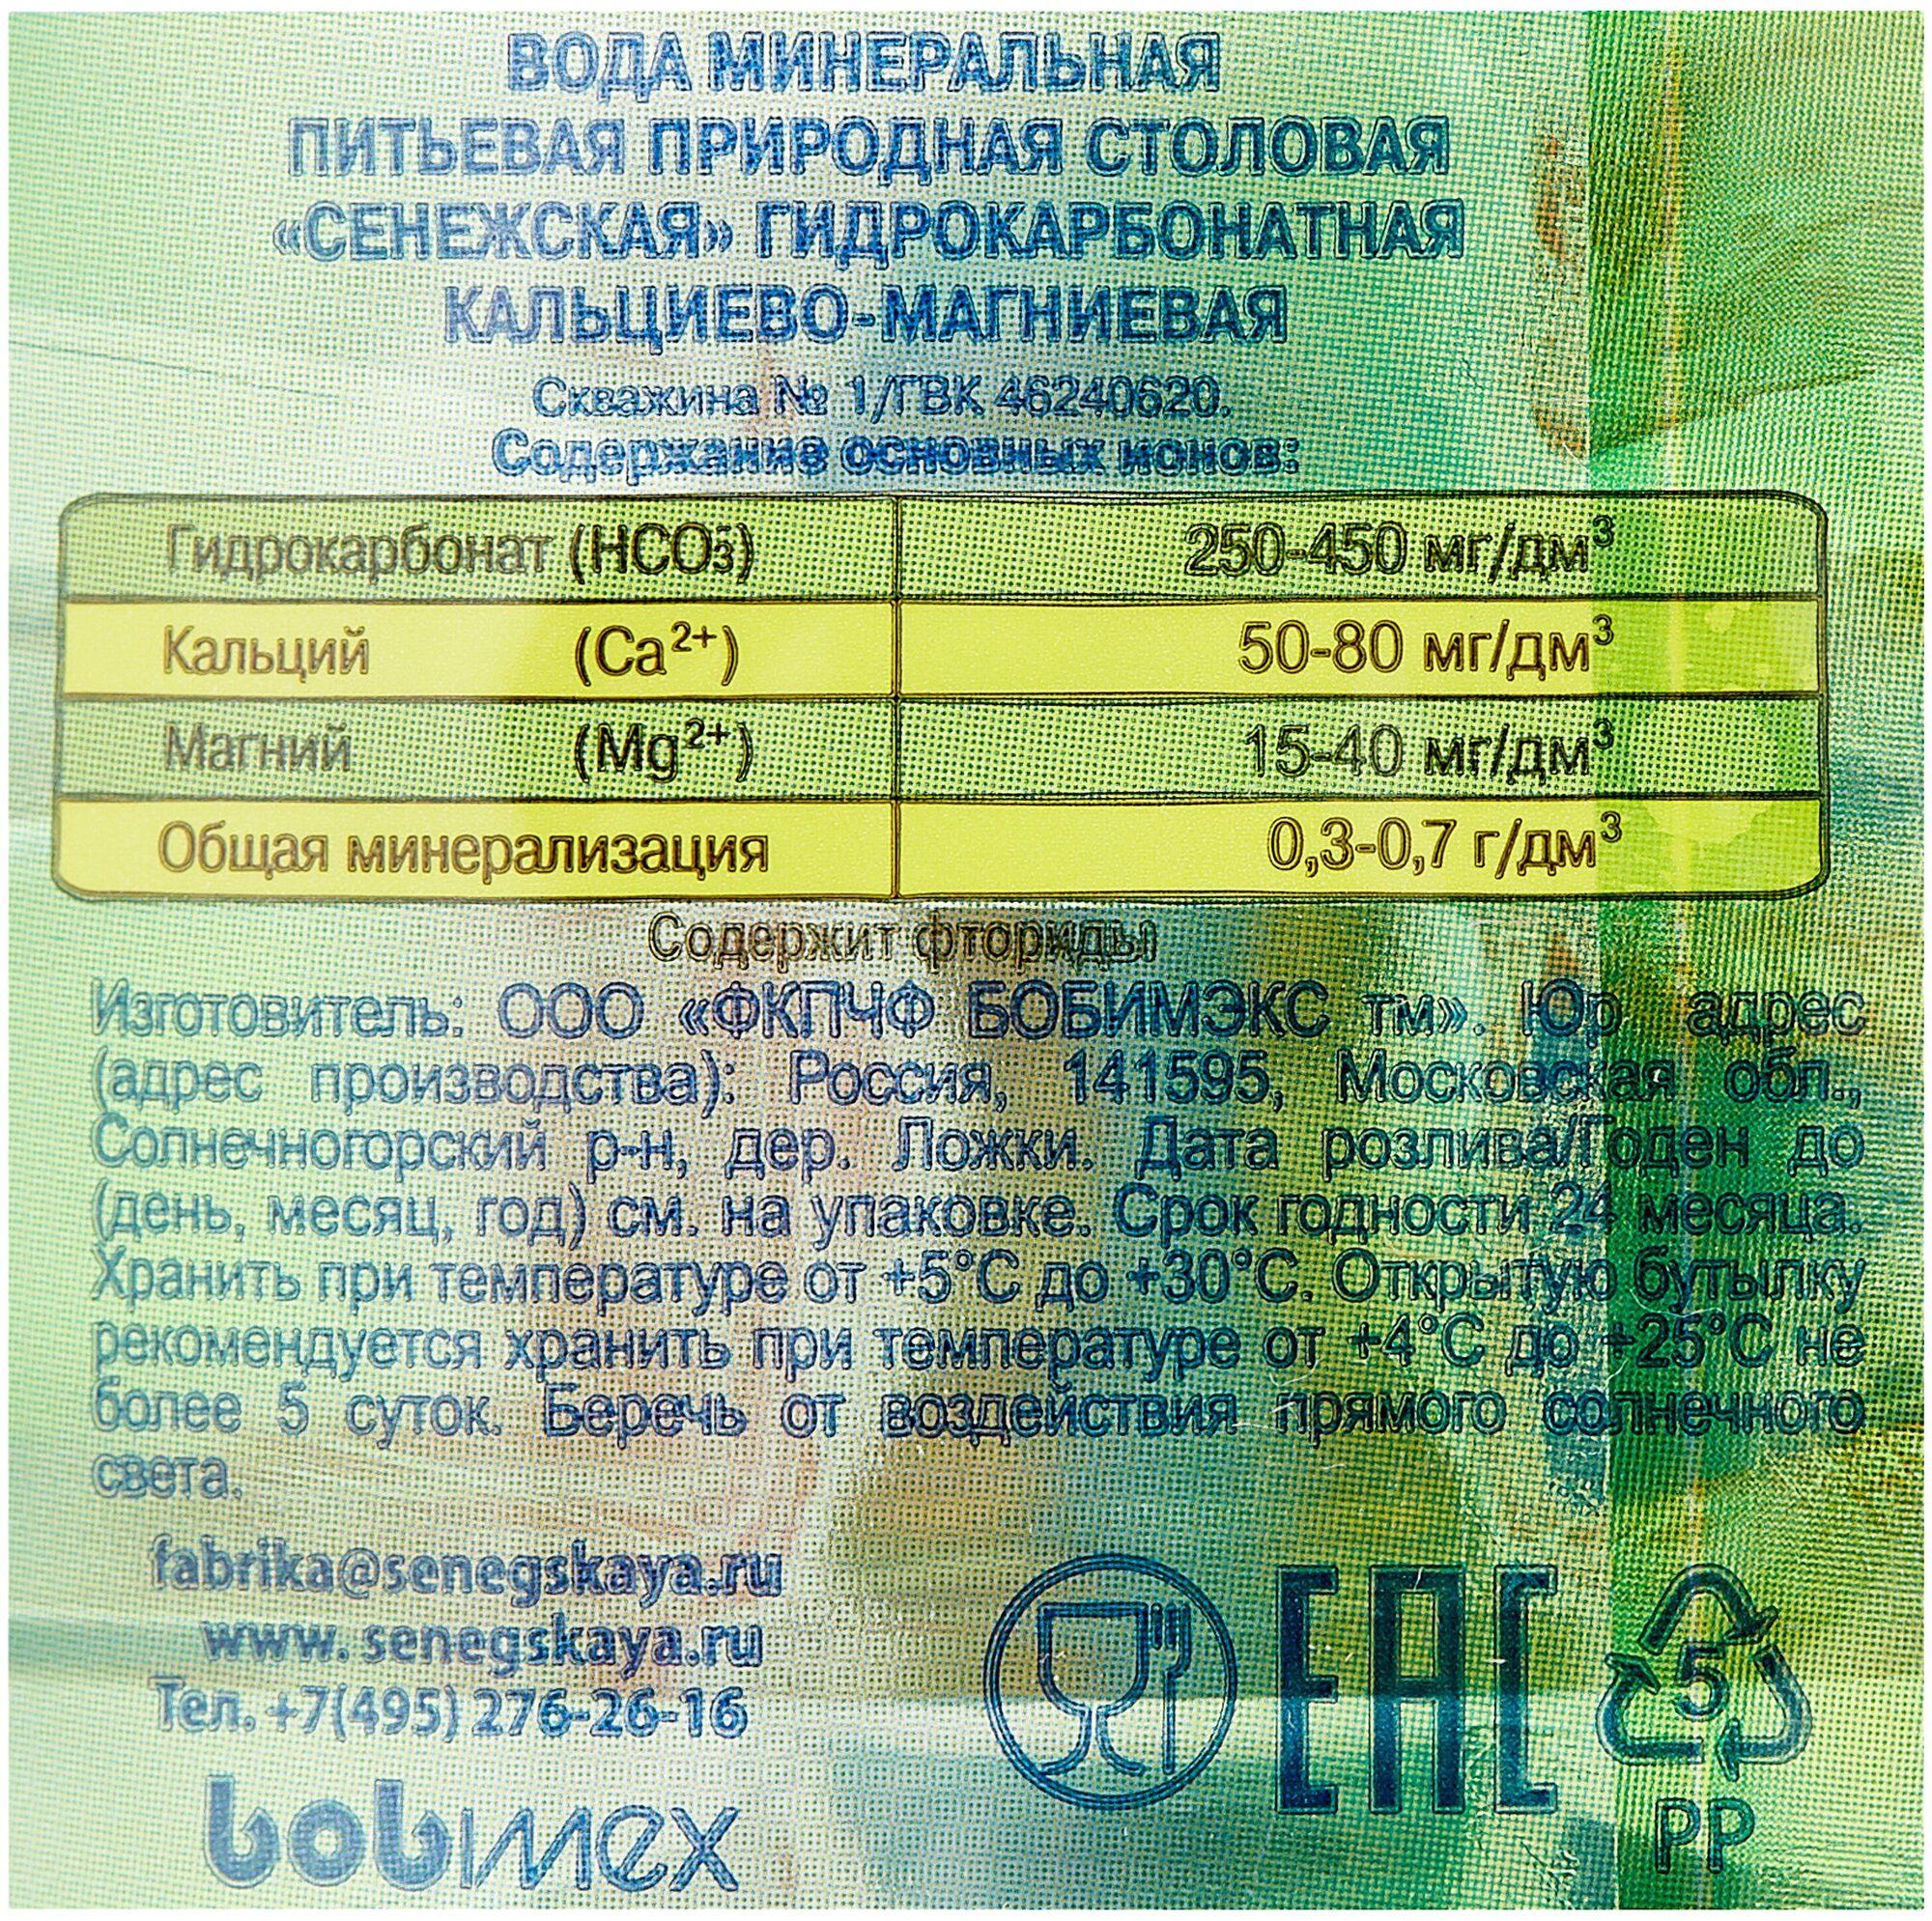 ВОДА МИНЕРАЛЬНАЯ
ПИТЬЕВАЯ ПРИРОДНАЯ СТОЛОВАЯ
«СЕНЕЖСКАЯ» ГИДРОКАРБОНАТНАЯ
КАЛЬЦИЕВО-МАГНИЕВАЯ
Скважина № 1/ГВК 46240620.
Содержание основных ионов:
Гидрокарбонат (HCO₃⁻) 250-450 мг/дм³
Кальций (Ca²⁺) 50-80 мг/дм³
Магний (Mg²⁺) 15-40 мг/дм³
Общая минерализация 0,3-0,7 г/дм³
Содержит фториды
Изготовитель: ООО «ФКПЧФ БОБИМЭКС тм». Юр адрес
(адрес производства): Россия, 141595, Московская обл.,
Солнечногорский р-н, дер. Ложки. Дата розлива/Годен до
(день, месяц, год) см. на упаковке. Срок годности 24 месяца.
Хранить при температуре от +5°С до +30°С. Открытую бутылку
рекомендуется хранить при температуре от +4°С до +25°С не
более 5 суток. Беречь от воздействия прямого солнечного
света.
fabrika@senegskaya.ru
www. senegskaya.ru
Тел. +7(495) 276-26-16
bobimex
EAC
5
PP